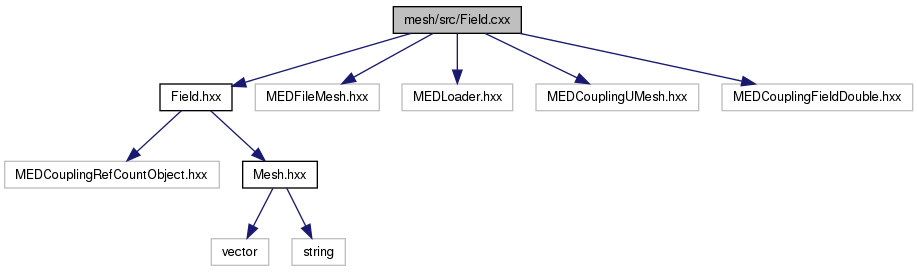 mesh/src/Field.cxx
Field.hxx
MEDFileMesh.hxx
MEDLoader.hxx
MEDCouplingUMesh.hxx
MEDCouplingFieldDouble.hxx
MEDCouplingRefCountObject.hxx
Mesh.hxx
vector
string